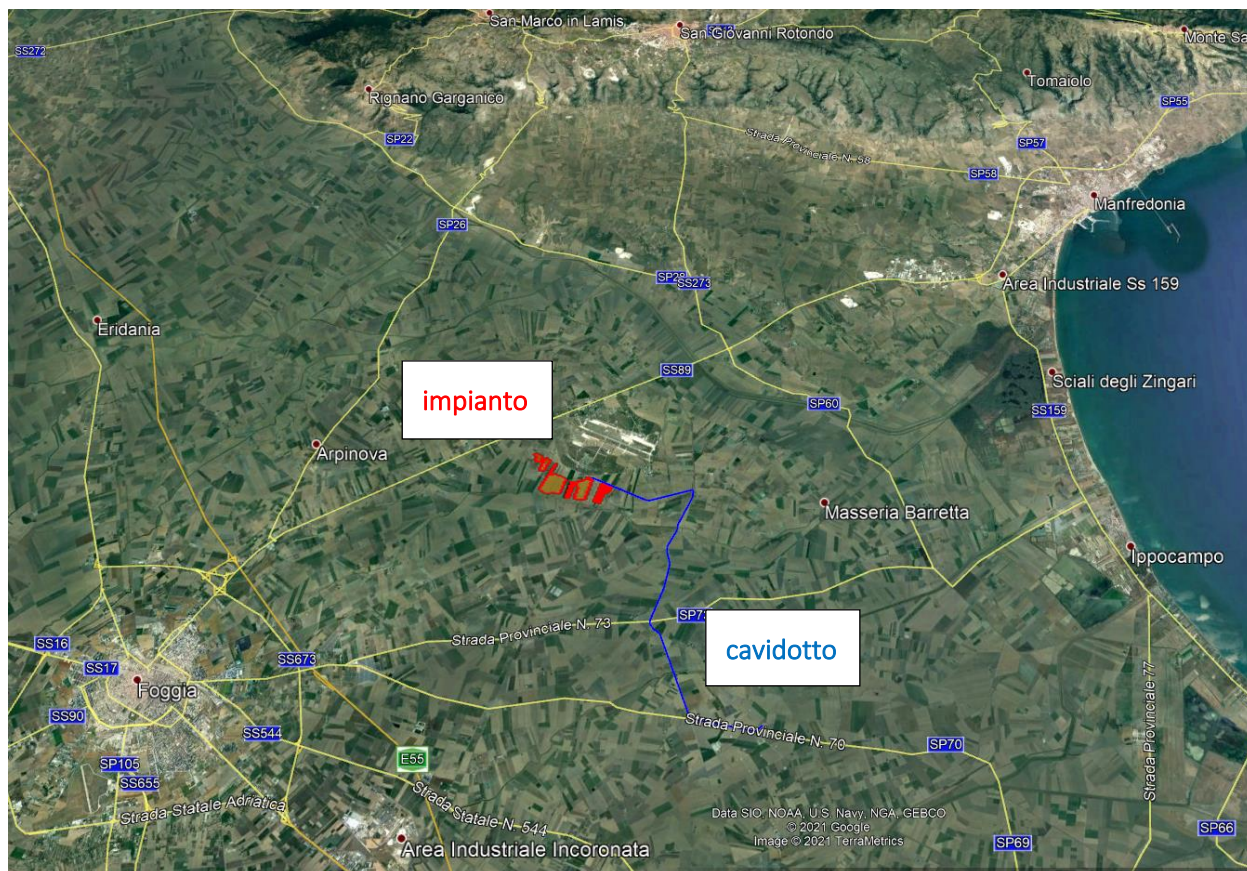 San Marco in Lamis
San Giovanni Rotondo
Monte Sa
SS272
Tomaiolo
Rignano Garganico
SP55
SP22
Strada Provinciale N. 58
SP57
SP58
Manfredonia
SP26
SP28
SS273
Area Industriale Ss 159
Eridania
SS89
Sciali degli Zingari
impianto
SP60
SS159
Arpinova
Masseria Barretta
Ippocampo
SP73
Strada Provinciale N. 73
SS16
cavidotto
SS673
SS17
Foggia
Strada Provinciale 77
SS90
Strada Provinciale N. 70
SS544
SP70
E55
SP105
SS655
Strada Statale N. 544
Strada Statale Adriatica
Data SIO, NOAA, U.S. Navy, NGA, GEBCO
© 2021 Google
Image © 2021 TerraMetrics
SP66
SP69
Area Industriale Incoronata